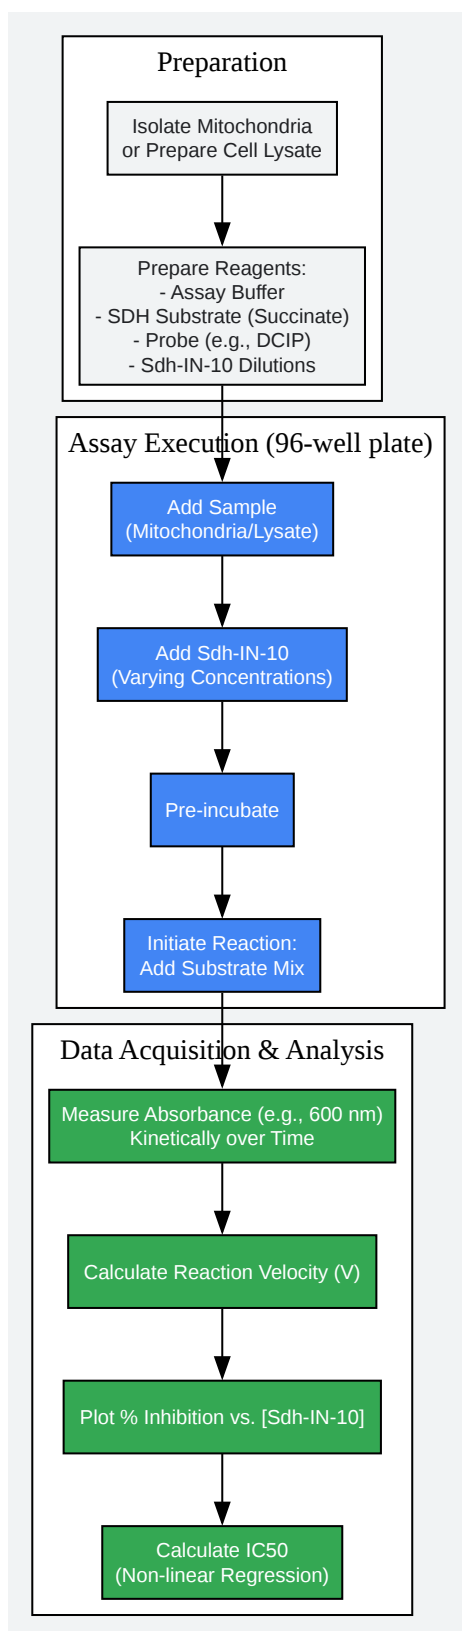 Preparation
Isolate Mitochondria
or Prepare Cell Lysate
Prepare Reagents:
- Assay Buffer
- SDH Substrate (Succinate)
- Probe (e.g., DCIP)
- Sdh-IN-10 Dilutions
Assay Execution (96-well plate)
Add Sample
(Mitochondria/Lysate)
Add Sdh-IN-10
(Varying Concentrations)
Pre-incubate
Initiate Reaction:
Add Substrate Mix
Data Acquisition & Analysis
Measure Absorbance (e.g., 600 nm)
Kinetically over Time
Calculate Reaction Velocity (V)
Plot % Inhibition vs. [Sdh-IN-10]
Calculate IC50
(Non-linear Regression)